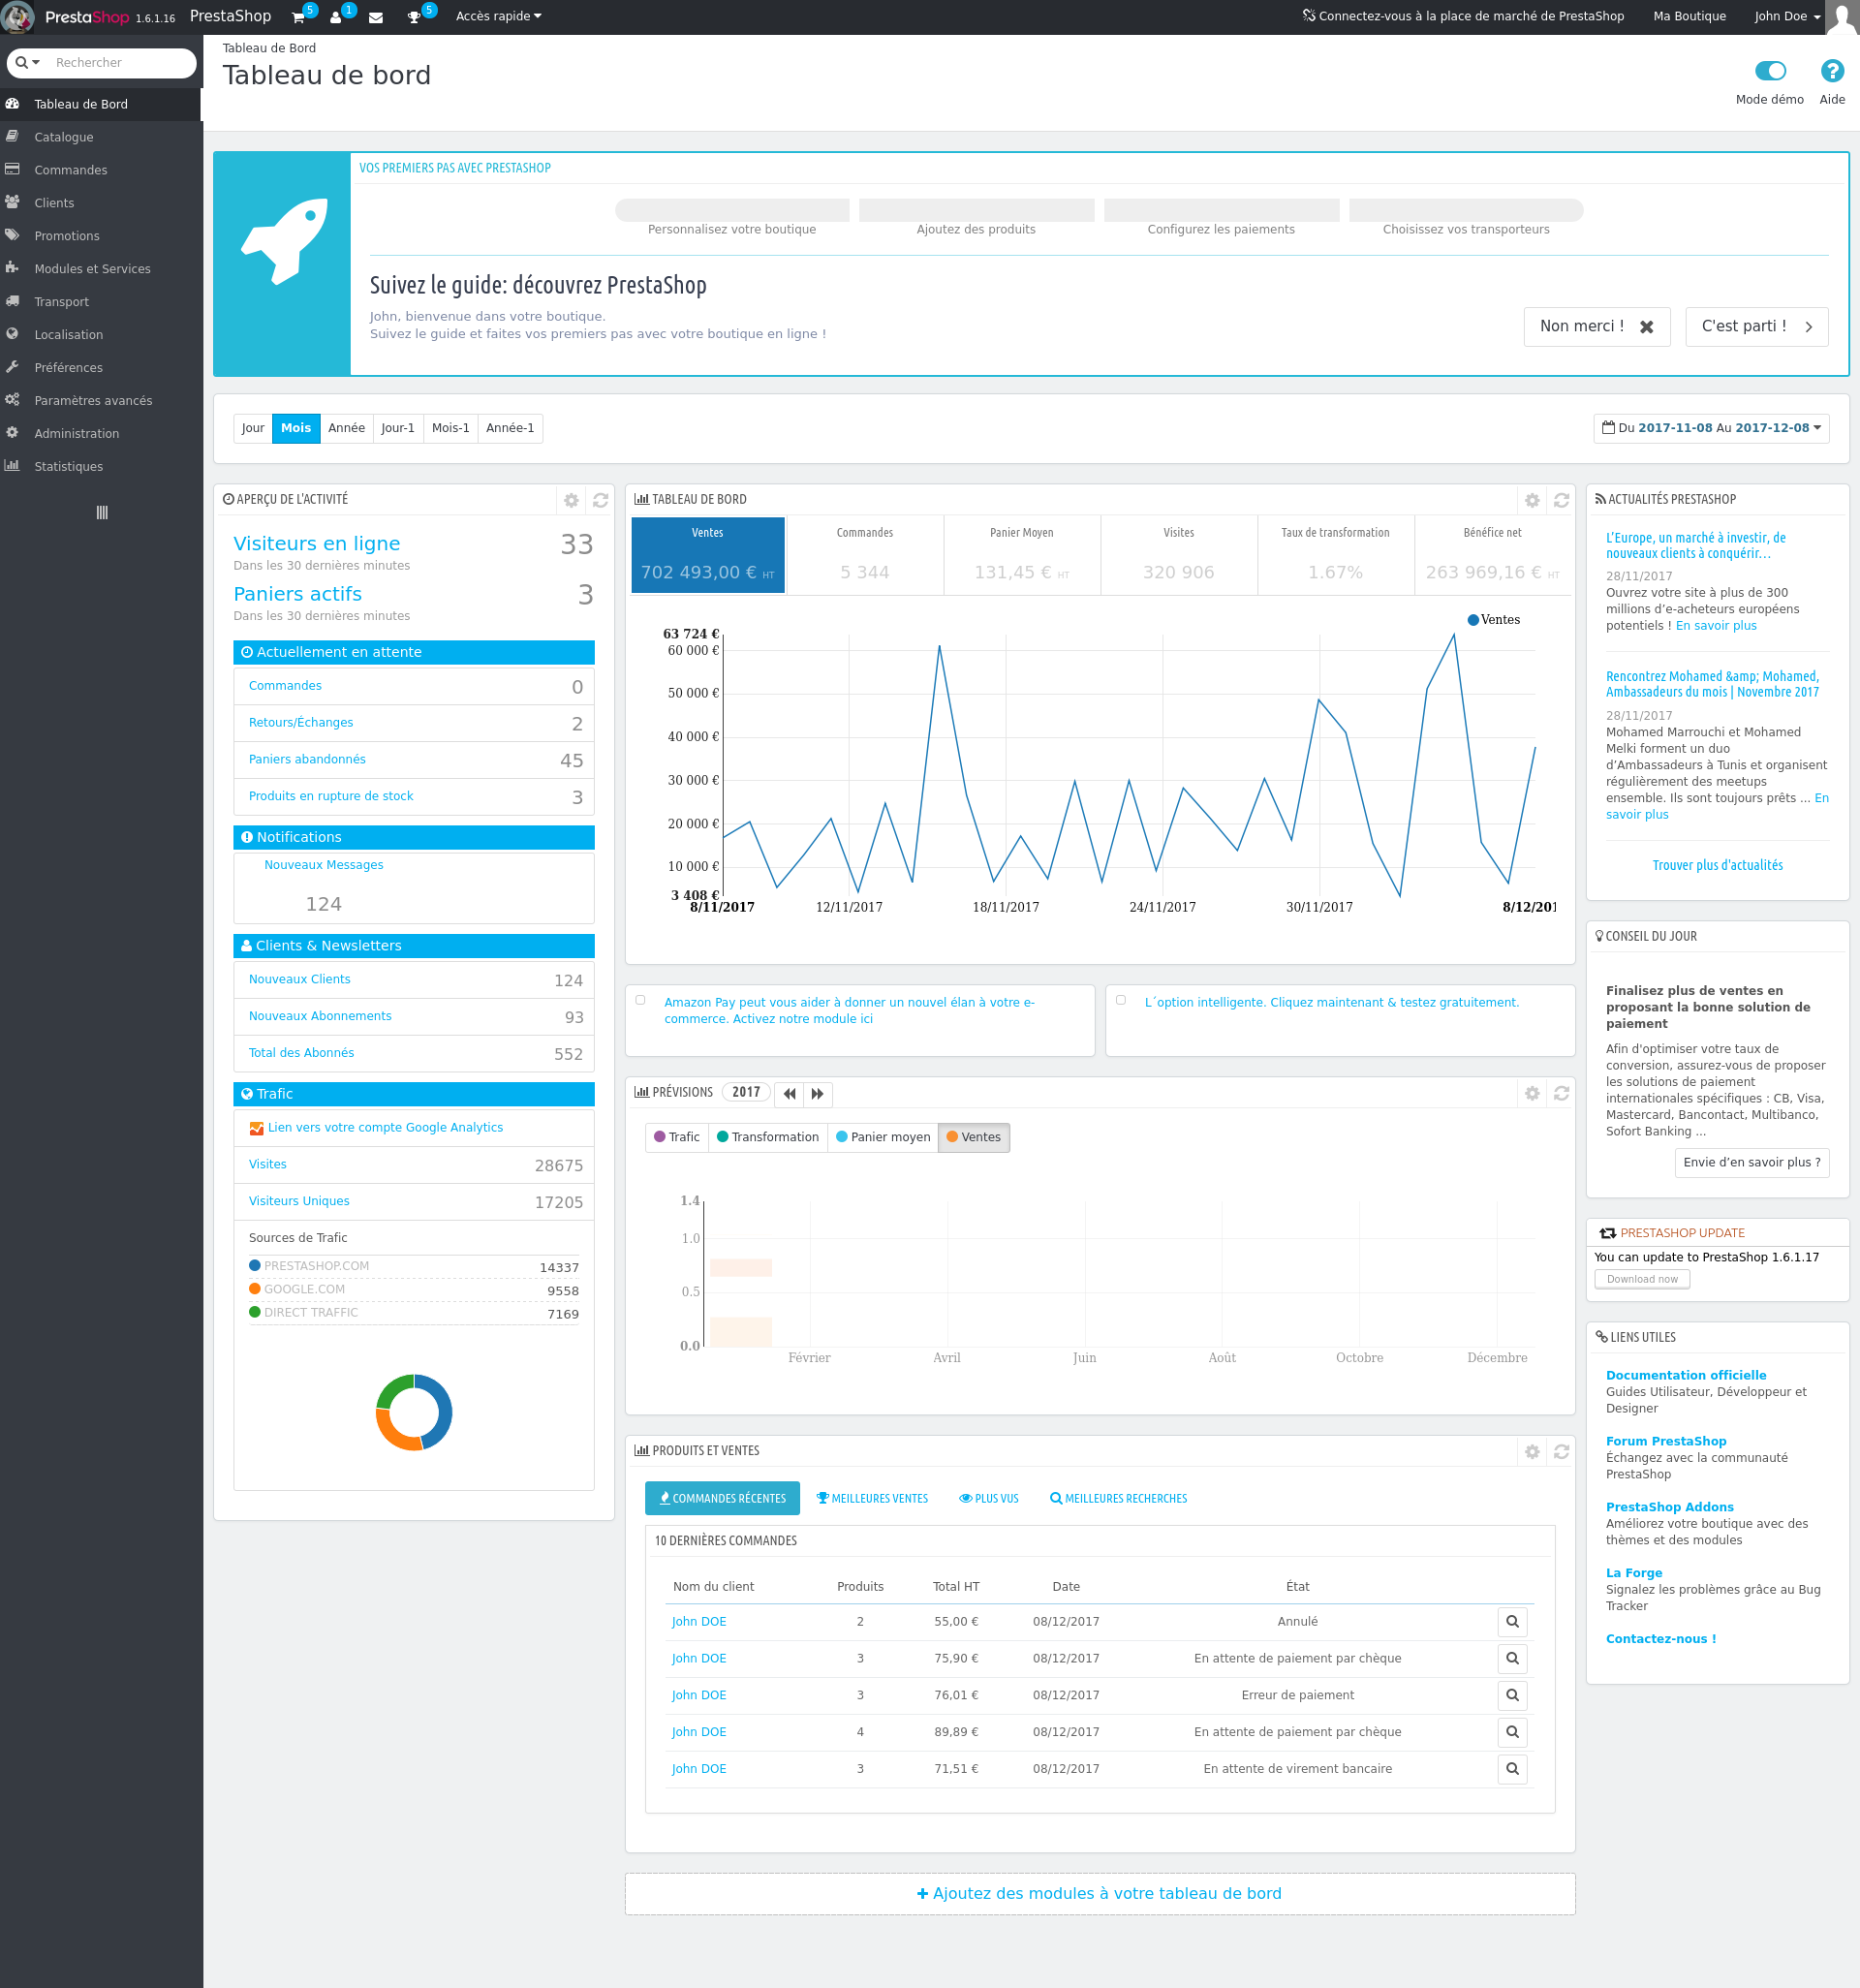 PrestaShop 1.6.1.16 PrestaShop 5 1 5 Accès rapide Connectez-vous à la place de marché de PrestaShop Ma Boutique John Doe
Rechercher
Tableau de Bord
Catalogue
Commandes
Clients
Promotions
Modules et Services
Transport
Localisation
Préférences
Paramètres avancés
Administration
Statistiques
Tableau de Bord
Tableau de bord
Mode démo Aide
VOS PREMIERS PAS AVEC PRESTASHOP
Personnalisez votre boutique Ajoutez des produits Configurez les paiements Choisissez vos transporteurs
Suivez le guide: découvrez PrestaShop
John, bienvenue dans votre boutique.
Suivez le guide et faites vos premiers pas avec votre boutique en ligne !
Non merci ! C'est parti !
Jour Mois Année Jour-1 Mois-1 Année-1
Du 2017-11-08 Au 2017-12-08
APERÇU DE L'ACTIVITÉ
Visiteurs en ligne 33
Dans les 30 dernières minutes
Paniers actifs 3
Dans les 30 dernières minutes
Actuellement en attente
Commandes 0
Retours/Échanges 2
Paniers abandonnés 45
Produits en rupture de stock 3
Notifications
Nouveaux Messages
124
Clients & Newsletters
Nouveaux Clients 124
Nouveaux Abonnements 93
Total des Abonnés 552
Trafic
Lien vers votre compte Google Analytics
Visites 28675
Visiteurs Uniques 17205
Sources de Trafic
PRESTASHOP.COM 14337
GOOGLE.COM 9558
DIRECT TRAFFIC 7169
TABLEAU DE BORD
Ventes Commandes Panier Moyen Visites Taux de transformation Bénéfice net
702 493,00 € HT 5 344 131,45 € HT 320 906 1.67% 263 969,16 € HT
Ventes
63 724 €
60 000 €
50 000 €
40 000 €
30 000 €
20 000 €
10 000 €
3 408 €
8/11/2017 12/11/2017 18/11/2017 24/11/2017 30/11/2017 8/12/201
Amazon Pay peut vous aider à donner un nouvel élan à votre e-
commerce. Activez notre module ici
L´option intelligente. Cliquez maintenant & testez gratuitement.
PRÉVISIONS 2017
Trafic Transformation Panier moyen Ventes
1.4
1.0
0.5
0.0
Février Avril Juin Août Octobre Décembre
PRODUITS ET VENTES
COMMANDES RÉCENTES MEILLEURES VENTES PLUS VUS MEILLEURES RECHERCHES
10 DERNIÈRES COMMANDES
Nom du client Produits Total HT Date État
John DOE 2 55,00 € 08/12/2017 Annulé
John DOE 3 75,90 € 08/12/2017 En attente de paiement par chèque
John DOE 3 76,01 € 08/12/2017 Erreur de paiement
John DOE 4 89,89 € 08/12/2017 En attente de paiement par chèque
John DOE 3 71,51 € 08/12/2017 En attente de virement bancaire
Ajoutez des modules à votre tableau de bord
ACTUALITÉS PRESTASHOP
L'Europe, un marché à investir, de
nouveaux clients à conquérir…
28/11/2017
Ouvrez votre site à plus de 300
millions d’e-acheteurs européens
potentiels ! En savoir plus
Rencontrez Mohamed &amp; Mohamed,
Ambassadeurs du mois | Novembre 2017
28/11/2017
Mohamed Marrouchi et Mohamed
Melki forment un duo
d’Ambassadeurs à Tunis et organisent
régulièrement des meetups
ensemble. Ils sont toujours prêts ... En
savoir plus
Trouver plus d'actualités
CONSEIL DU JOUR
Finalisez plus de ventes en
proposant la bonne solution de
paiement
Afin d'optimiser votre taux de
conversion, assurez-vous de proposer
les solutions de paiement
internationales spécifiques : CB, Visa,
Mastercard, Bancontact, Multibanco,
Sofort Banking ...
Envie d’en savoir plus ?
PRESTASHOP UPDATE
You can update to PrestaShop 1.6.1.17
Download now
LIENS UTILES
Documentation officielle
Guides Utilisateur, Développeur et
Designer
Forum PrestaShop
Échangez avec la communauté
PrestaShop
PrestaShop Addons
Améliorez votre boutique avec des
thèmes et des modules
La Forge
Signalez les problèmes grâce au Bug
Tracker
Contactez-nous !